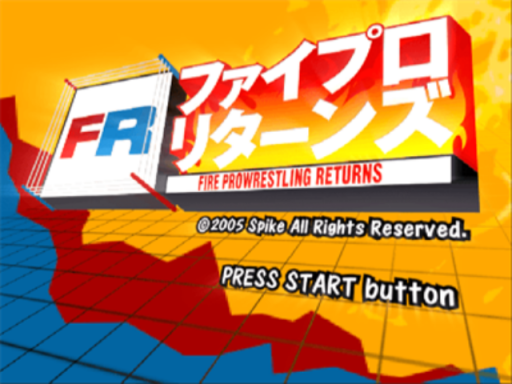 FR
ファイプロ
リターンズ
FIRE PROWRESTLING RETURNS
©2005 Spike All Rights Reserved.
PRESS START button